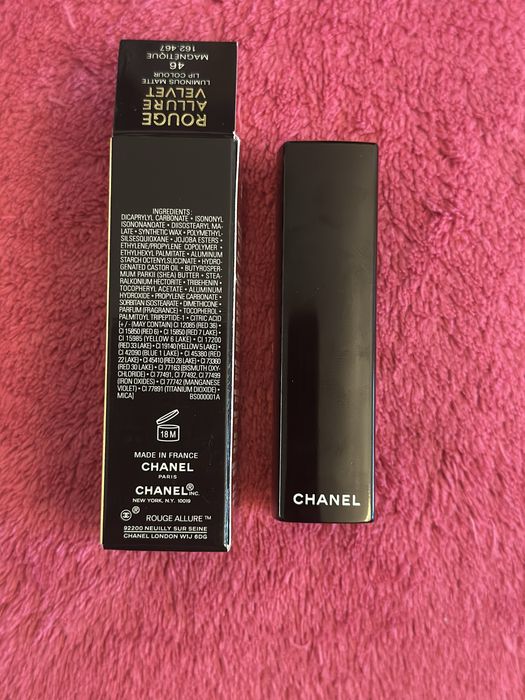 ROUGE
ALLURE
VELVET
LUMINOUS MATTE
LIP COLOUR
46
MAGNÉTIQUE
162.467
INGREDIENTS:
DICAPRYLYL CARBONATE • ISONONYL
ISONONANOATE • DIISOSTEARYL MA-
LATE • SYNTHETIC WAX • POLYMETHYL-
SILSESQUIOXANE • JOJOBA ESTERS •
ETHYLENE/PROPYLENE COPOLYMER •
ETHYLHEXYL PALMITATE • ALUMINUM
STARCH OCTENYLSUCCINATE • HYDRO-
GENATED CASTOR OIL • BUTYROSPER-
MUM PARKII (SHEA) BUTTER • STEA-
RALKONIUM HECTORITE • TRIBEHENIN •
TOCOPHERYL ACETATE • ALUMINUM
HYDROXIDE • PROPYLENE CARBONATE •
SORBITAN ISOSTEARATE • DIMETHICONE •
PARFUM (FRAGRANCE) • TOCOPHEROL •
PALMITOYL TRIPEPTIDE-1 • CITRIC ACID
[+ / - (MAY CONTAIN) CI 12085 (RED 36) •
CI 15850 (RED 6) • CI 15850 (RED 7 LAKE) •
CI 15985 (YELLOW 6 LAKE) • CI 17200
(RED 33 LAKE) • CI 19140 (YELLOW 5 LAKE) •
CI 42090 (BLUE 1 LAKE) • CI 45380 (RED
22 LAKE) • CI 45410 (RED 28 LAKE) • CI 73360
(RED 30 LAKE) • CI 77163 (BISMUTH OXY-
CHLORIDE) • CI 77491, CI 77492, CI 77499
(IRON OXIDES) • CI 77742 (MANGANESE
VIOLET) • CI 77891 (TITANIUM DIOXIDE) •
MICA] BS000001A
18 M
MADE IN FRANCE
CHANEL
PARIS
CHANEL® INC.
NEW YORK, N.Y. 10019
® ROUGE ALLURE™
92200 NEUILLY SUR SEINE
CHANEL LONDON W1J 6DG
CHANEL